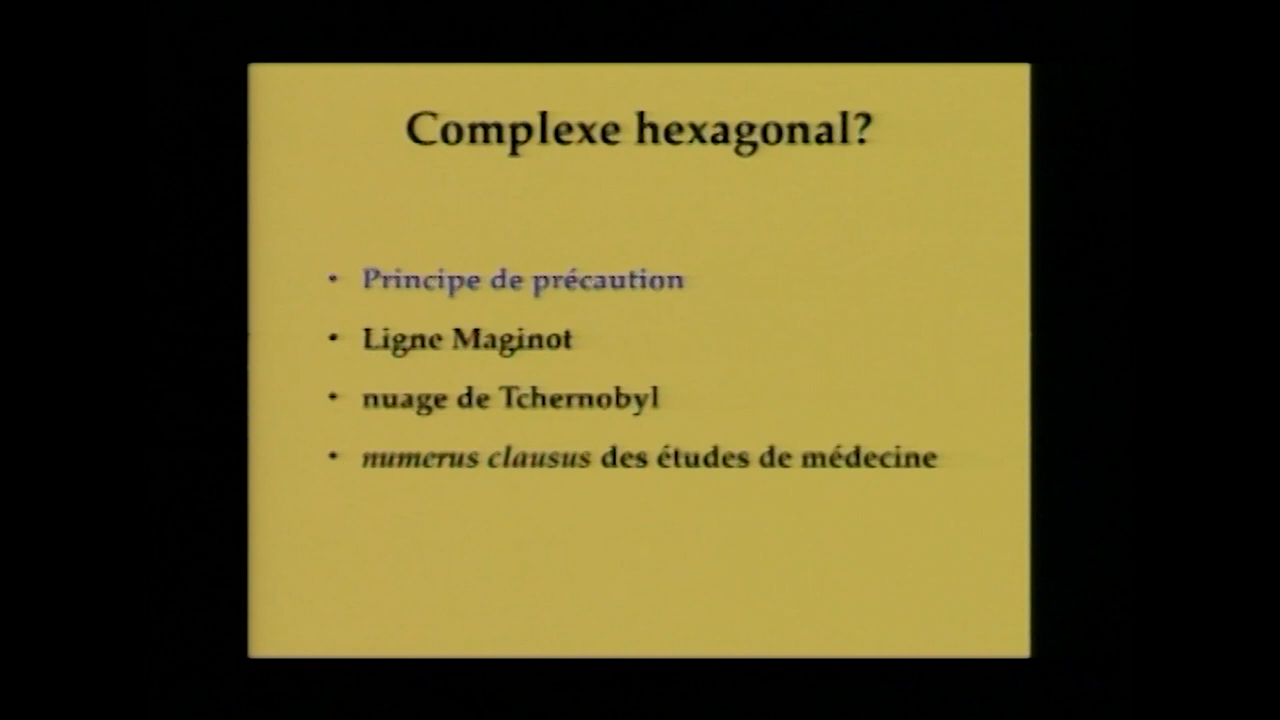 Complexe hexagonal?
• Principe de précaution
• Ligne Maginot
• nuage de Tchernobyl
• numerus clausus des études de médecine